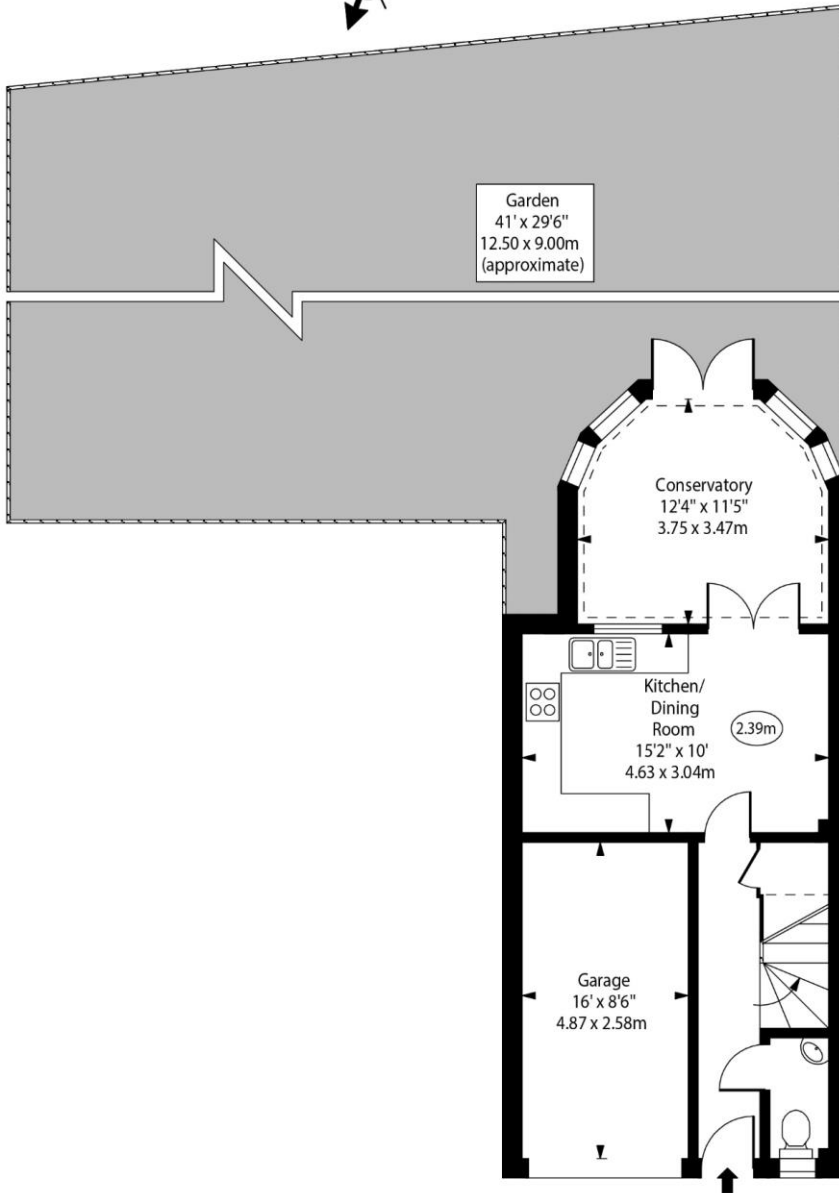 Garden
41' x 29'6"
12.50 x 9.00m
(approximate)
Conservatory
12'4" x 11'5"
3.75 x 3.47m
Kitchen/
Dining
Room
15'2" x 10'
4.63 x 3.04m
2.39m
Garage
16' x 8'6"
4.87 x 2.58m